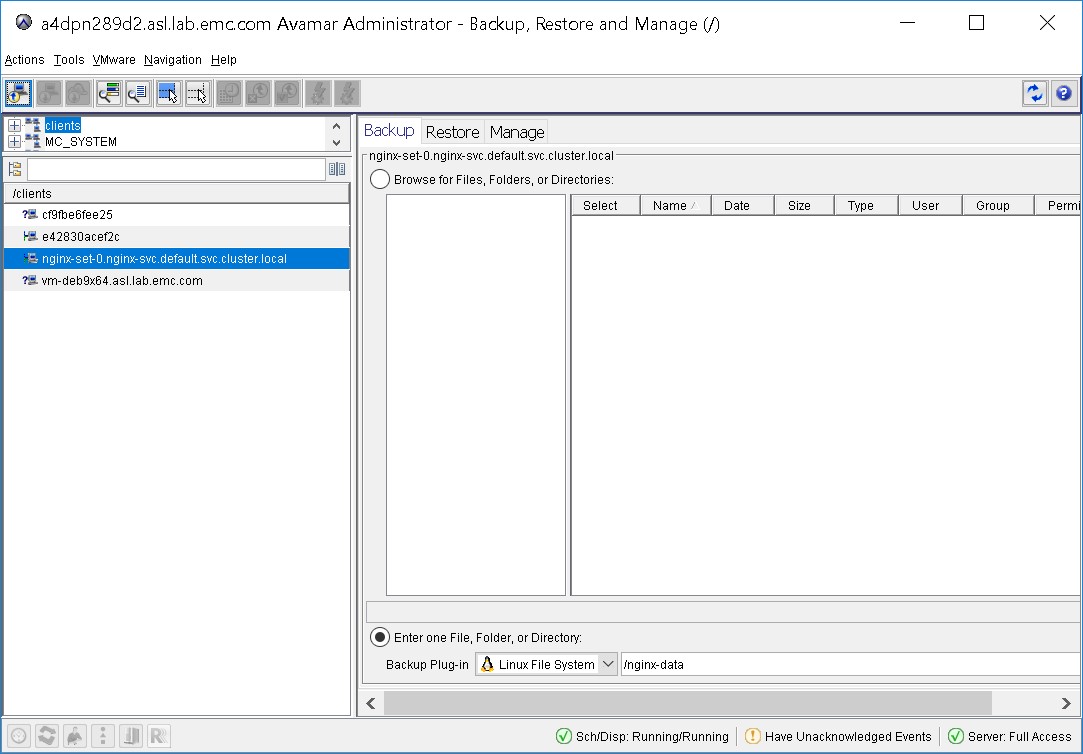 a4dpn289d2.asl.lab.emc.com Avamar Administrator - Backup, Restore and Manage (/)
Actions Tools VMware Navigation Help
clients
MC_SYSTEM
/clients
cf9fbe6fee25
e42830acef2c
nginx-set-0.nginx-svc.default.svc.cluster.local
vm-deb9x64.asl.lab.emc.com
Backup Restore Manage
nginx-set-0.nginx-svc.default.svc.cluster.local
Browse for Files, Folders, or Directories:
Select Name / Date Size Type User Group Permi
Enter one File, Folder, or Directory:
Backup Plug-in Linux File System /nginx-data
Sch/Disp: Running/Running Have Unacknowledged Events Server: Full Access